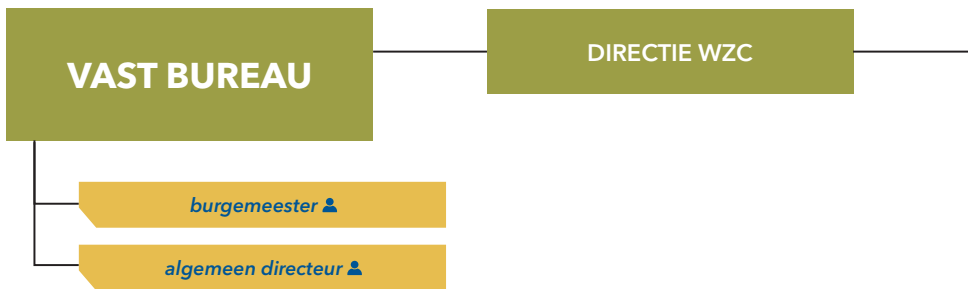 VAST BUREAU
DIRECTIE WZC
burgemeester
algemeen directeur